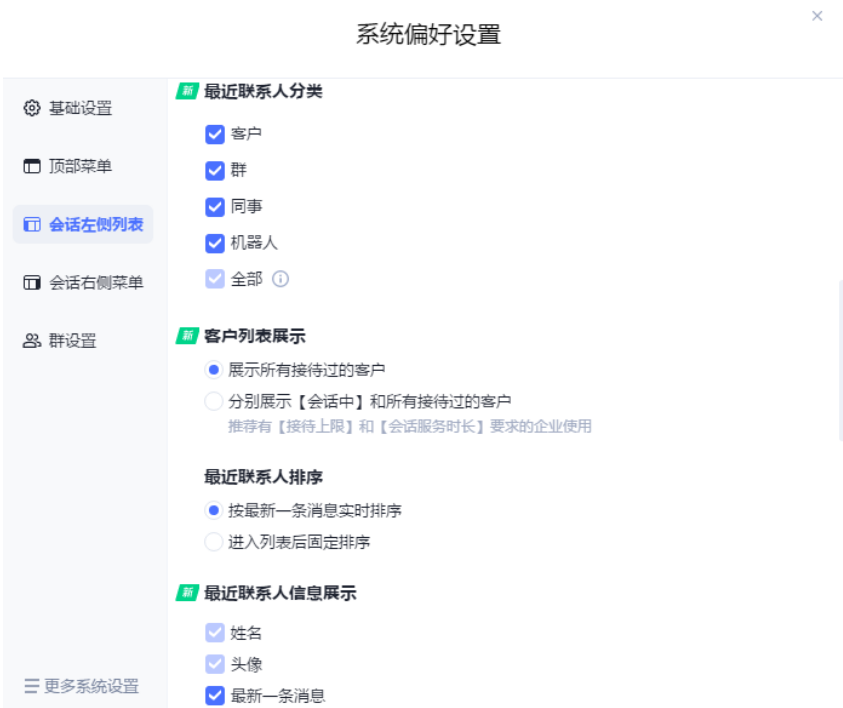 系统偏好设置
基础设置
顶部菜单
会话左侧列表
会话右侧菜单
群设置
更多系统设置
新 最近联系人分类
客户
群
同事
机器人
全部
新 客户列表展示
展示所有接待过的客户
分别展示【会话中】和所有接待过的客户
推荐有【接待上限】和【会话服务时长】要求的企业使用
最近联系人排序
按最新一条消息实时排序
进入列表后固定排序
新 最近联系人信息展示
姓名
头像
最新一条消息